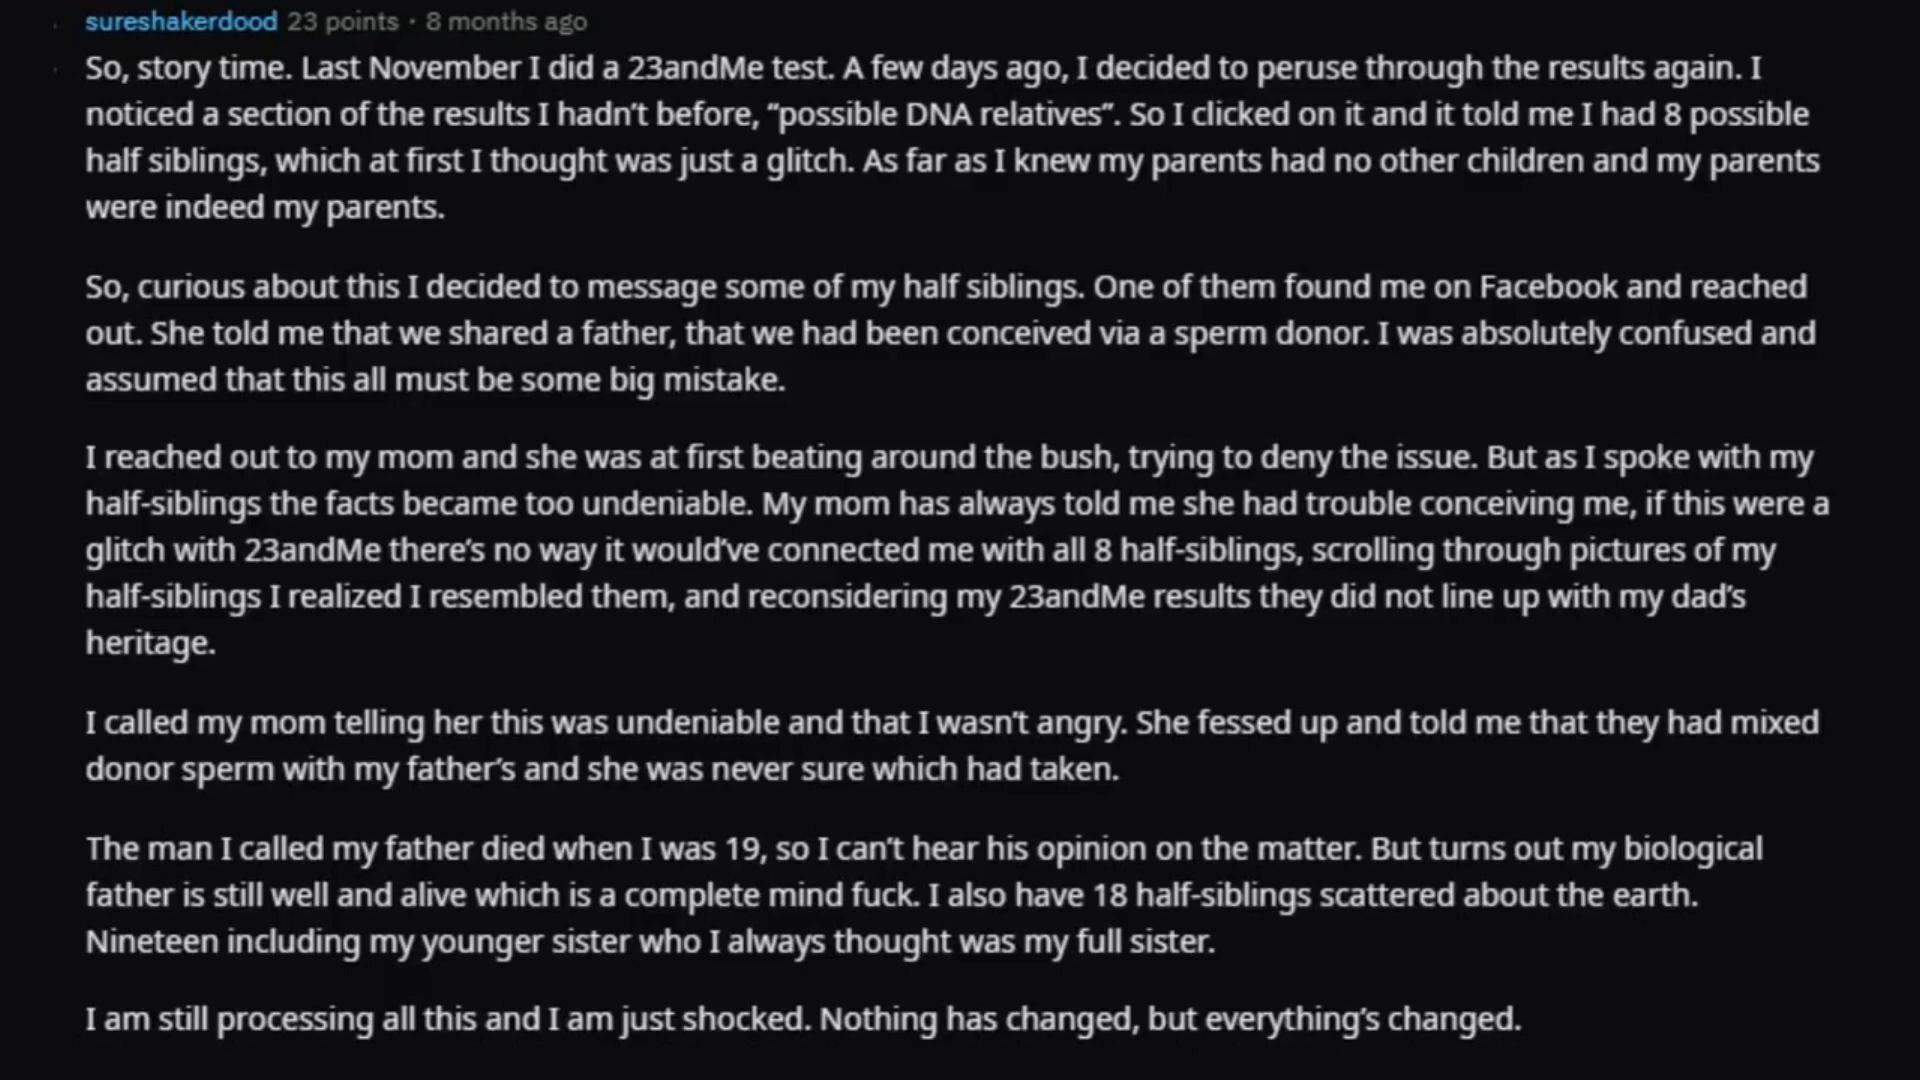 sureshakerdood 23 points · 8 months ago
So, story time. Last November I did a 23andMe test. A few days ago, I decided to peruse through the results again. I
noticed a section of the results I hadn’t before, “possible DNA relatives”. So I clicked on it and it told me I had 8 possible
half siblings, which at first I thought was just a glitch. As far as I knew my parents had no other children and my parents
were indeed my parents.
So, curious about this I decided to message some of my half siblings. One of them found me on Facebook and reached
out. She told me that we shared a father, that we had been conceived via a sperm donor. I was absolutely confused and
assumed that this all must be some big mistake.
I reached out to my mom and she was at first beating around the bush, trying to deny the issue. But as I spoke with my
half-siblings the facts became too undeniable. My mom has always told me she had trouble conceiving me, if this were a
glitch with 23andMe there’s no way it would’ve connected me with all 8 half-siblings, scrolling through pictures of my
half-siblings I realized I resembled them, and reconsidering my 23andMe results they did not line up with my dad’s
heritage.
I called my mom telling her this was undeniable and that I wasn’t angry. She fessed up and told me that they had mixed
donor sperm with my father’s and she was never sure which had taken.
The man I called my father died when I was 19, so I can’t hear his opinion on the matter. But turns out my biological
father is still well and alive which is a complete mind fuck. I also have 18 half-siblings scattered about the earth.
Nineteen including my younger sister who I always thought was my full sister.
I am still processing all this and I am just shocked. Nothing has changed, but everything’s changed.